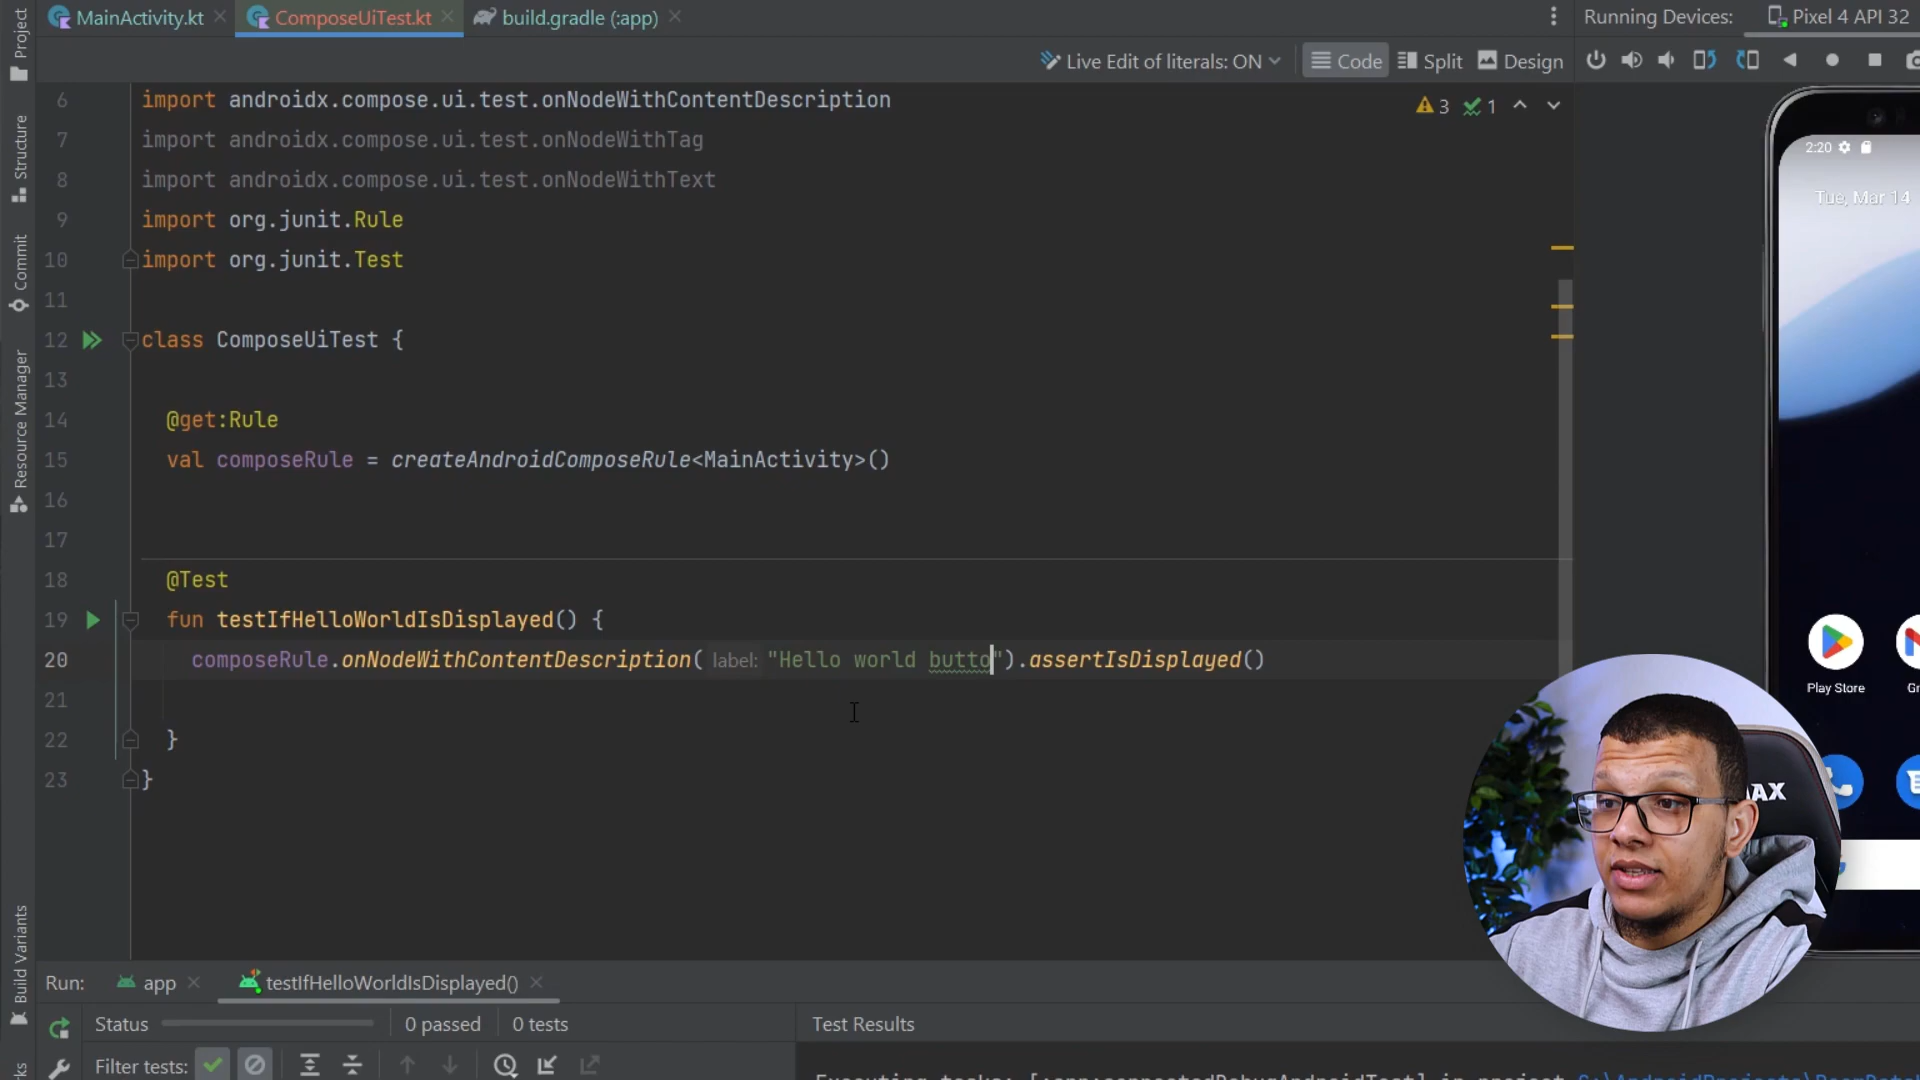 MainActivity.kt
ComposeUiTest.kt
build.gradle (:app)
Running Devices:
Pixel 4 API 32
Live Edit of literals: ON
Code
Split
Design
Project
Structure
Commit
Resource Manager
Build Variants
6 import androidx.compose.ui.test.onNodeWithContentDescription
7 import androidx.compose.ui.test.onNodeWithTag
8 import androidx.compose.ui.test.onNodeWithText
9 import org.junit.Rule
10 import org.junit.Test
11
12 class ComposeUiTest {
13
14 @get:Rule
15 val composeRule = createAndroidComposeRule<MainActivity>()
16
17
18 @Test
19 fun testIfHelloWorldIsDisplayed() {
20 composeRule.onNodeWithContentDescription( label: "Hello world butto").assertIsDisplayed()
21
22 }
23 }
3
1
2:20
Tue, Mar 14
Play Store
AX
Run:
app
testIfHelloWorldIsDisplayed()
Status
0 passed
0 tests
Test Results
Filter tests: